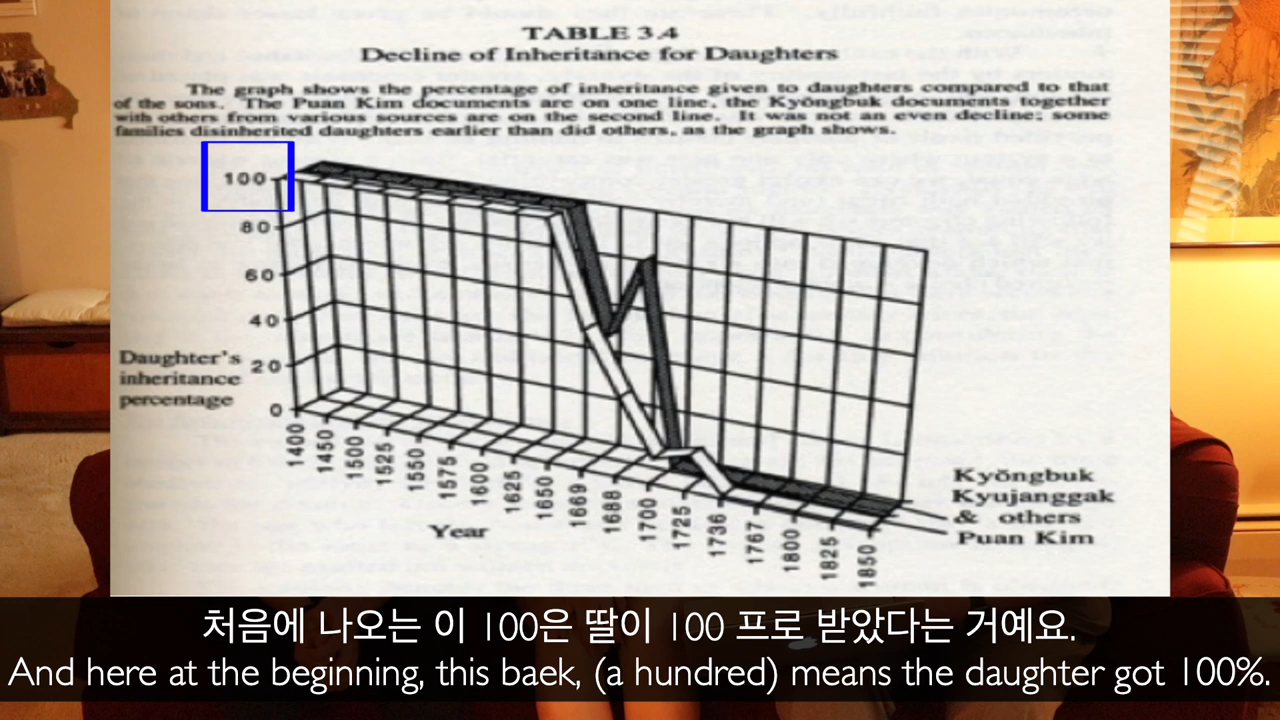 TABLE 3.4
Decline of Inheritance for Daughters
The graph shows the percentage of inheritance given to daughters compared to that
of the sons. The Puan Kim documents are on one line, the Kyŏngbuk documents together
with others from various sources are on the second line. It was not an even decline; some
families disinherited daughters earlier than did others, as the graph shows.
100
80
60
40
20
0
Daughter's
inheritance
percentage
1400
1450
1500
1525
1550
1575
1600
1625
1650
1669
1688
1700
1725
1736
1767
1800
1825
1850
Year
Kyŏngbuk
Kyujanggak
& others
Puan Kim
처음에 나오는 이 100은 딸이 100 프로 받았다는 거예요.
And here at the beginning, this baek, (a hundred) means the daughter got 100%.